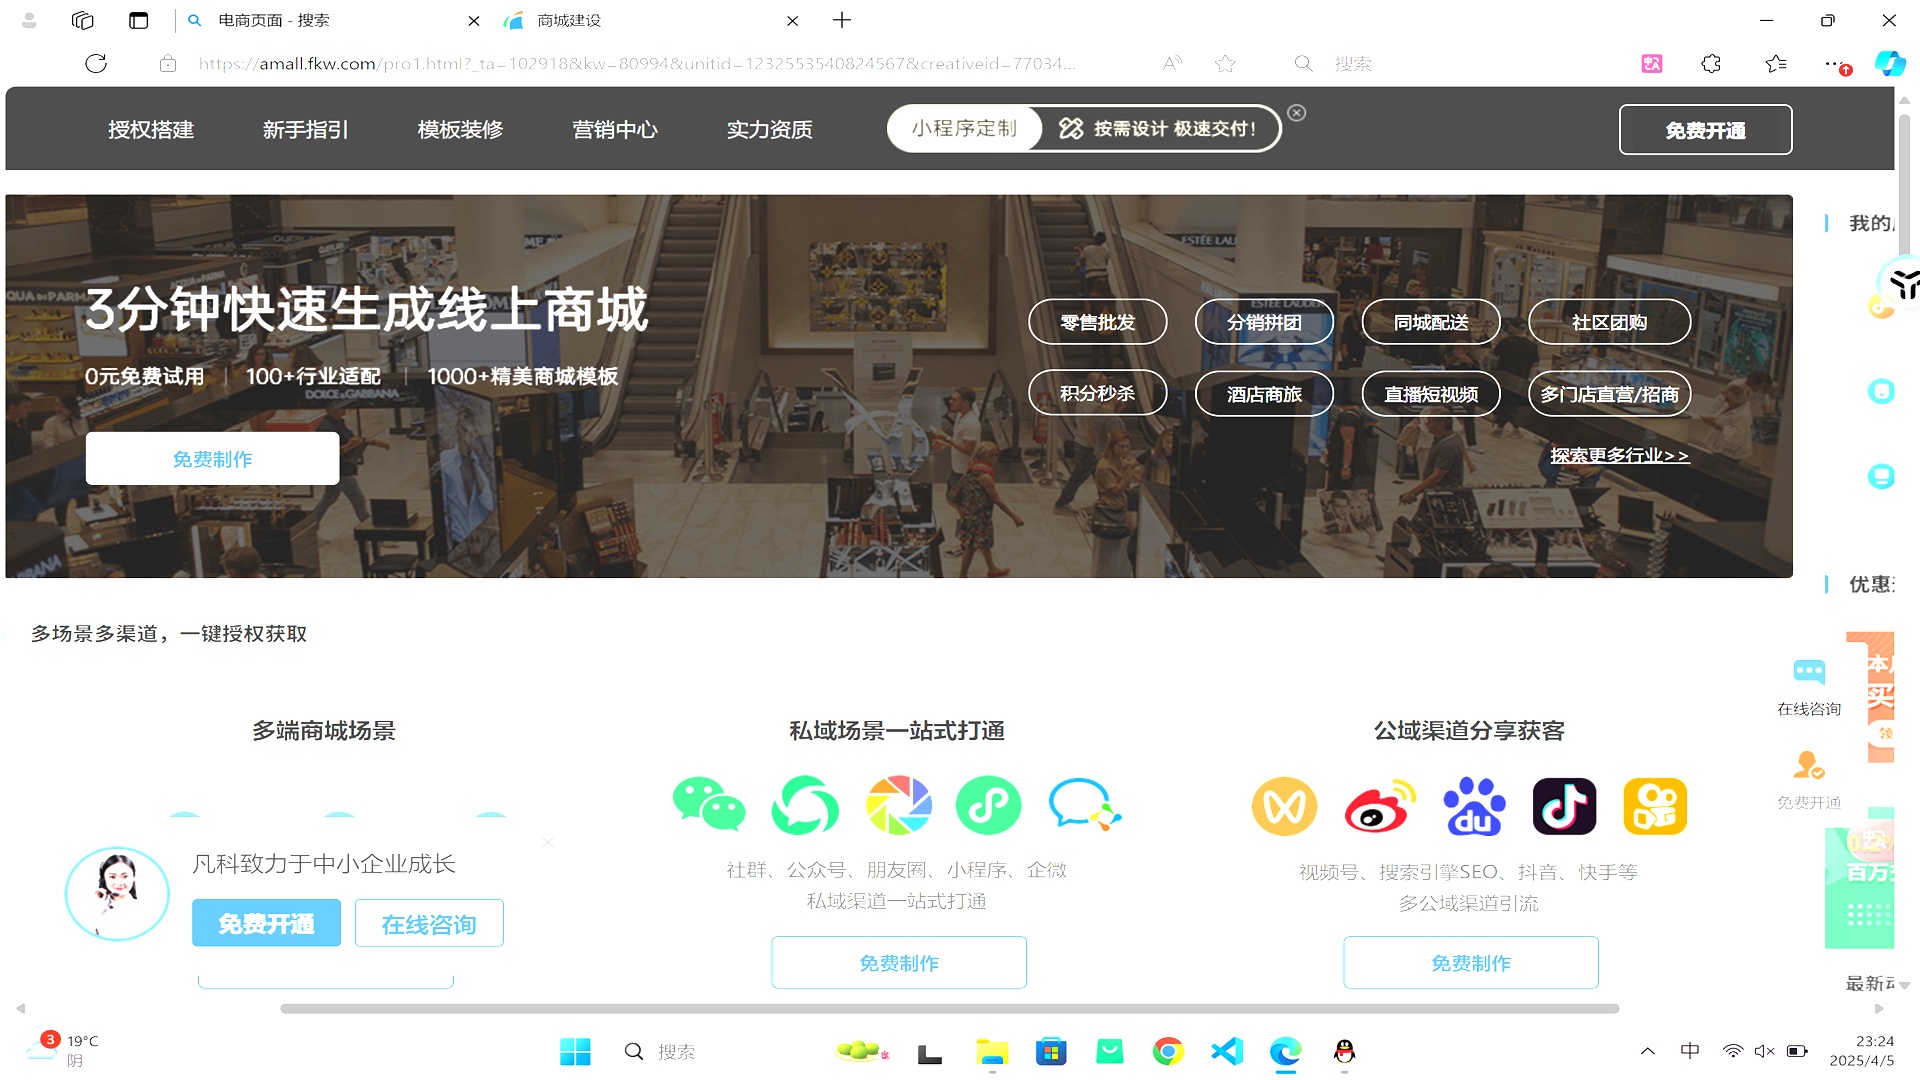 电商页面 - 搜索
商城建设
https://amall.fkw.com/pro1.html?_ta=102918&kw=80994&unitid=1232553540824567&creativeid=77034...
搜索
授权搭建
新手指引
模板装修
营销中心
实力资质
小程序定制
按需设计 极速交付！
免费开通
3分钟快速生成线上商城
0元免费试用 | 100+行业适配 | 1000+精美商城模板
免费制作
零售批发
分销拼团
同城配送
社区团购
积分秒杀
酒店商旅
直播短视频
多门店直营/招商
探索更多行业>>
我的
优惠
多场景多渠道，一键授权获取
多端商城场景
私域场景一站式打通
公域渠道分享获客
du
社群、公众号、朋友圈、小程序、企微
私域渠道一站式打通
免费制作
视频号、搜索引擎SEO、抖音、快手等
多公域渠道引流
免费制作
凡科致力于中小企业成长
免费开通
在线咨询
在线咨询
免费开通
本
买
领
百万
最新
3
19°C
阴
搜索
中
23:24
2025/4/5